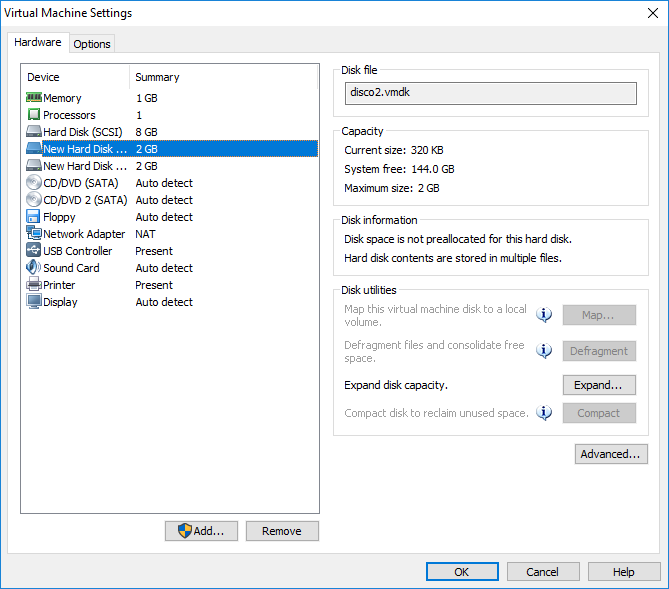 Virtual Machine Settings
Hardware Options
Device Summary
Memory 1 GB
Processors 1
Hard Disk (SCSI) 8 GB
New Hard Disk ... 2 GB
New Hard Disk ... 2 GB
CD/DVD (SATA) Auto detect
CD/DVD 2 (SATA) Auto detect
Floppy Auto detect
Network Adapter NAT
USB Controller Present
Sound Card Auto detect
Printer Present
Display Auto detect
Add... Remove
Disk file
disco2.vmdk
Capacity
Current size: 320 KB
System free: 144.0 GB
Maximum size: 2 GB
Disk information
Disk space is not preallocated for this hard disk.
Hard disk contents are stored in multiple files.
Disk utilities
Map this virtual machine disk to a local
volume.
Map...
Defragment files and consolidate free
space.
Defragment
Expand disk capacity.
Expand...
Compact disk to reclaim unused space.
Compact
Advanced...
OK Cancel Help